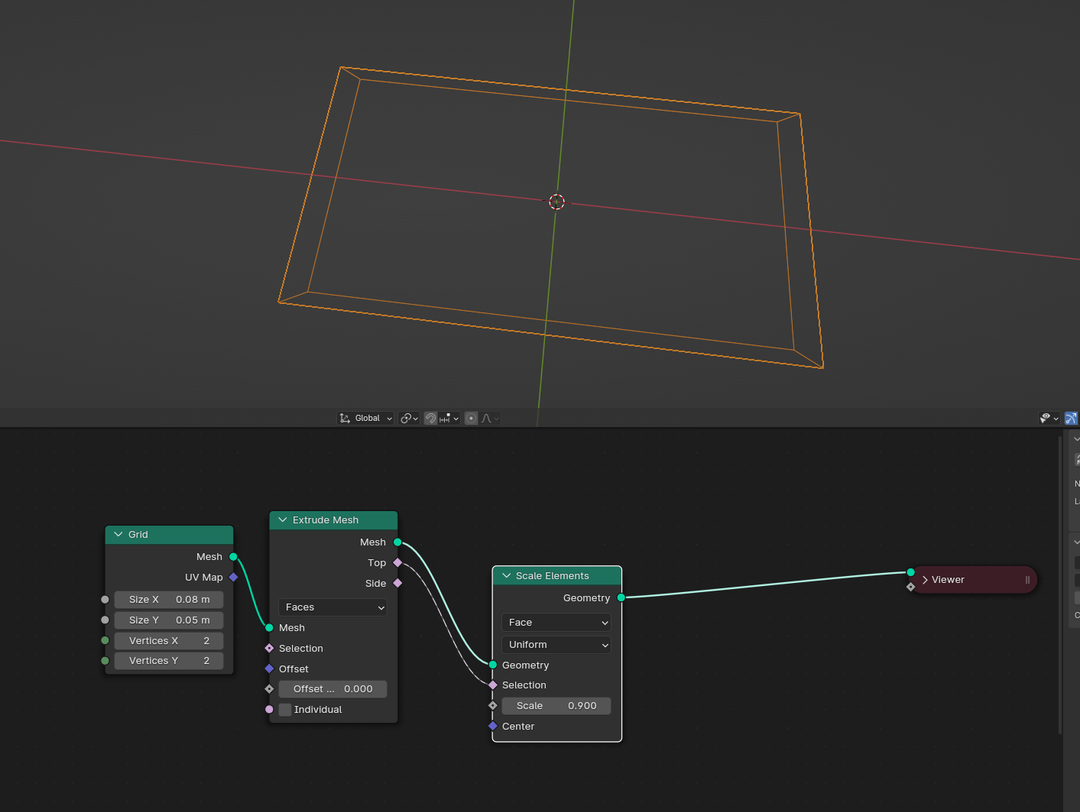 Global
Grid
Mesh
UV Map
Size X 0.08 m
Size Y 0.05 m
Vertices X 2
Vertices Y 2
Extrude Mesh
Mesh
Top
Side
Faces
Mesh
Selection
Offset
Offset ... 0.000
Individual
Scale Elements
Geometry
Face
Uniform
Geometry
Selection
Scale 0.900
Center
Viewer